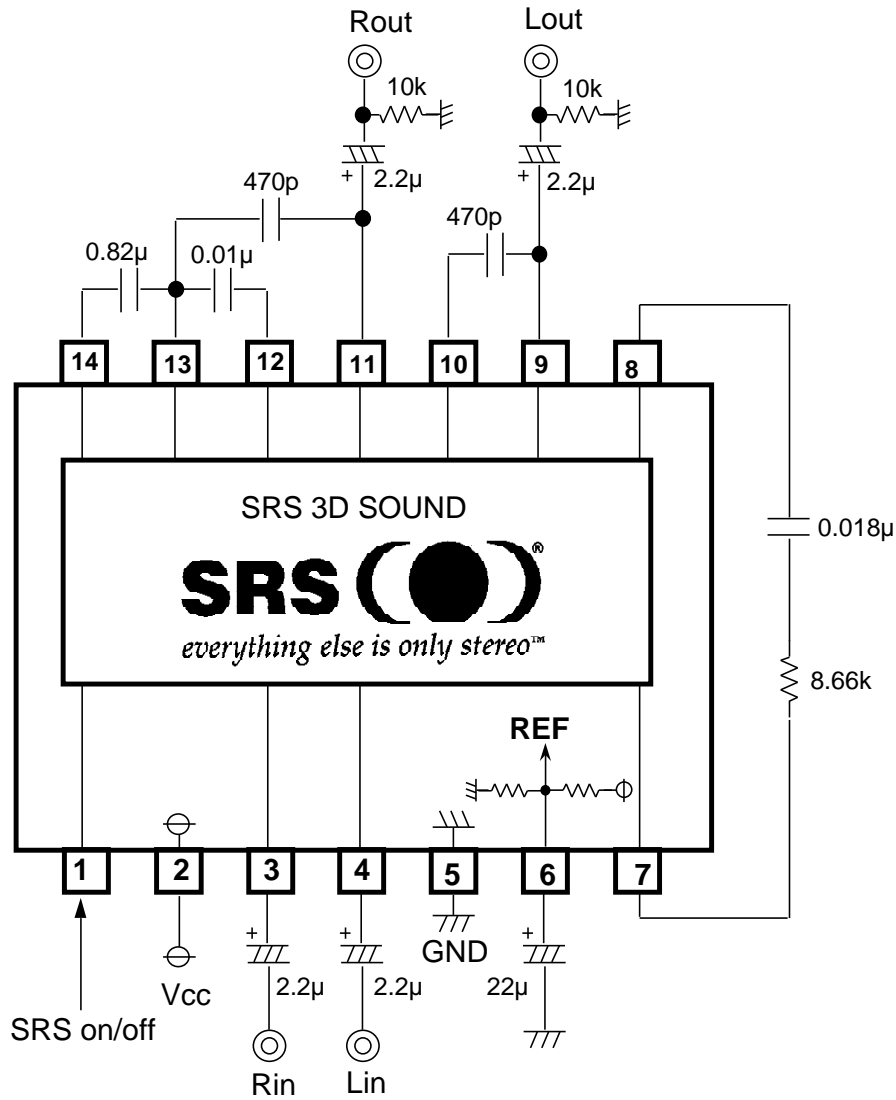 Rout
Lout
10k
10k
+
2.2µ
+
2.2µ
470p
470p
0.82µ
0.01µ
14
13
12
11
10
9
8
SRS 3D SOUND
SRS
®
everything else is only stereo™
0.018µ
8.66k
REF
1
2
3
4
5
6
7
+
2.2µ
+
2.2µ
GND
+
22µ
Vcc
SRS on/off
Rin
Lin